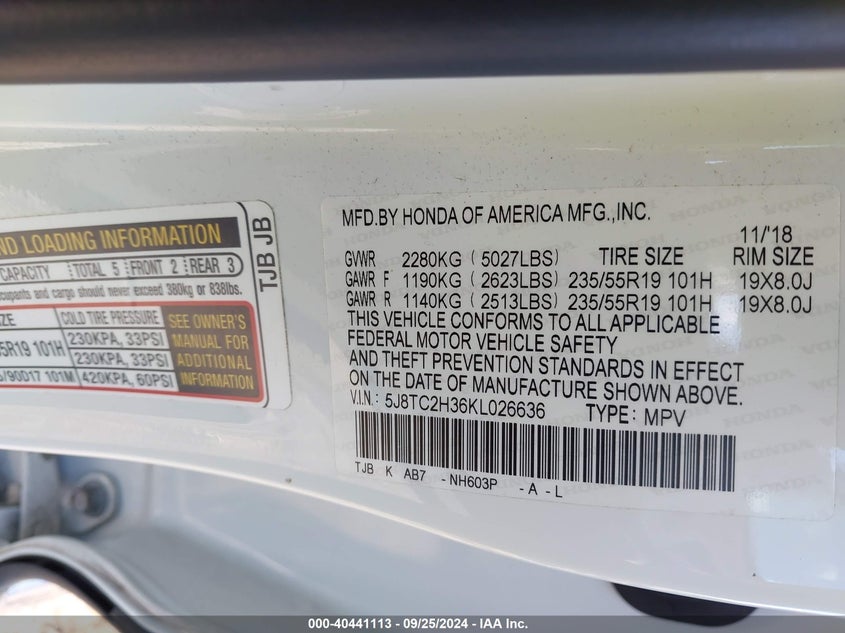 ND LOADING INFORMATION
CAPACITY TOTAL 5 FRONT 2 REAR 3
cupants and cargo should never exceed 380kg or 838lbs.
ZE COLD TIRE PRESSURE SEE OWNER'S MANUAL FOR ADDITIONAL INFORMATION
55R19 101H 230KPA, 33PSI
230KPA, 33PSI
/90D17 101M 420KPA, 60PSI
TJB JB
MFD.BY HONDA OF AMERICA MFG.,INC.
11/'18
GVWR 2280KG (5027LBS) TIRE SIZE RIM SIZE
GAWR F 1190KG (2623LBS) 235/55R19 101H 19X8.0J
GAWR R 1140KG (2513LBS) 235/55R19 101H 19X8.0J
THIS VEHICLE CONFORMS TO ALL APPLICABLE
FEDERAL MOTOR VEHICLE SAFETY
AND THEFT PREVENTION STANDARDS IN EFFECT
ON THE DATE OF MANUFACTURE SHOWN ABOVE.
V.I.N.: 5J8TC2H36KL026636 TYPE: MPV
TJB K AB7 -NH603P -A-L
000-40441113 - 09/25/2024 - IAA Inc.